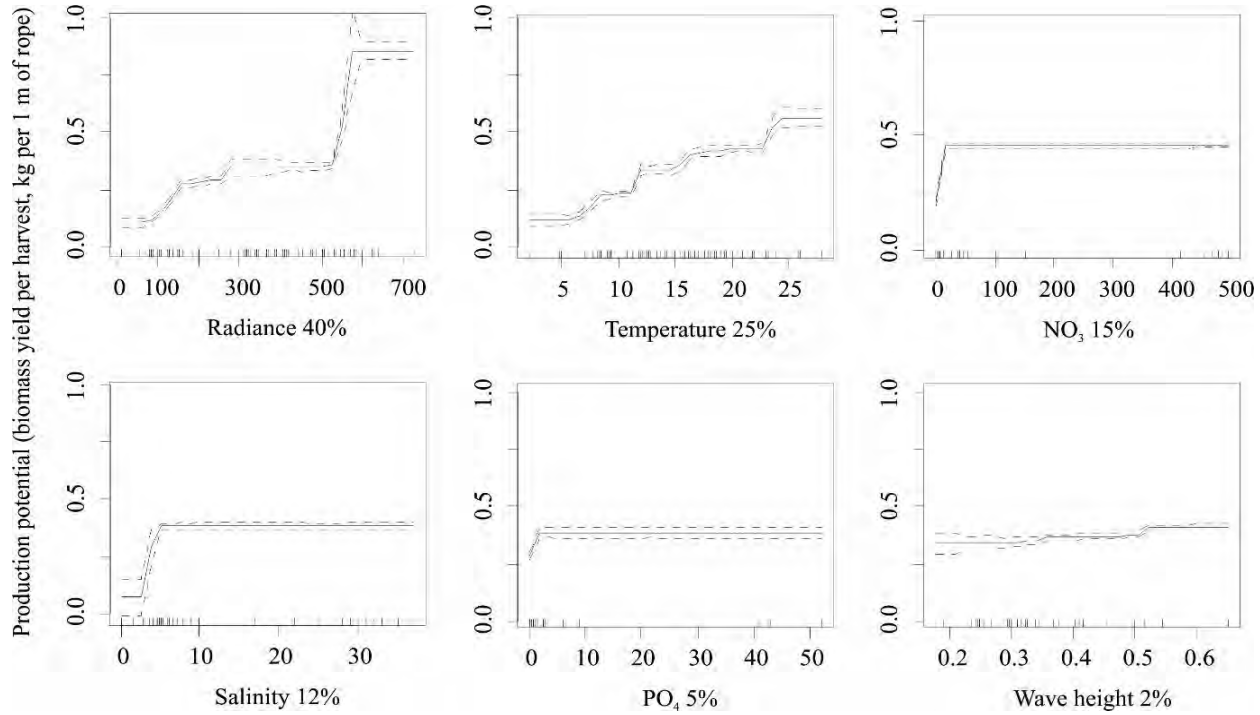 Production potential (biomass yield per harvest, kg per 1 m of rope)
1.0
0.5
0.0
0 100 300 500 700
Radiance 40%
1.0
0.5
0.0
5 10 15 20 25
Temperature 25%
1.0
0.5
0.0
0 100 200 300 400 500
NO₃ 15%
1.0
0.5
0.0
0 10 20 30
Salinity 12%
1.0
0.5
0.0
0 10 20 30 40 50
PO₄ 5%
1.0
0.5
0.0
0.2 0.3 0.4 0.5 0.6
Wave height 2%